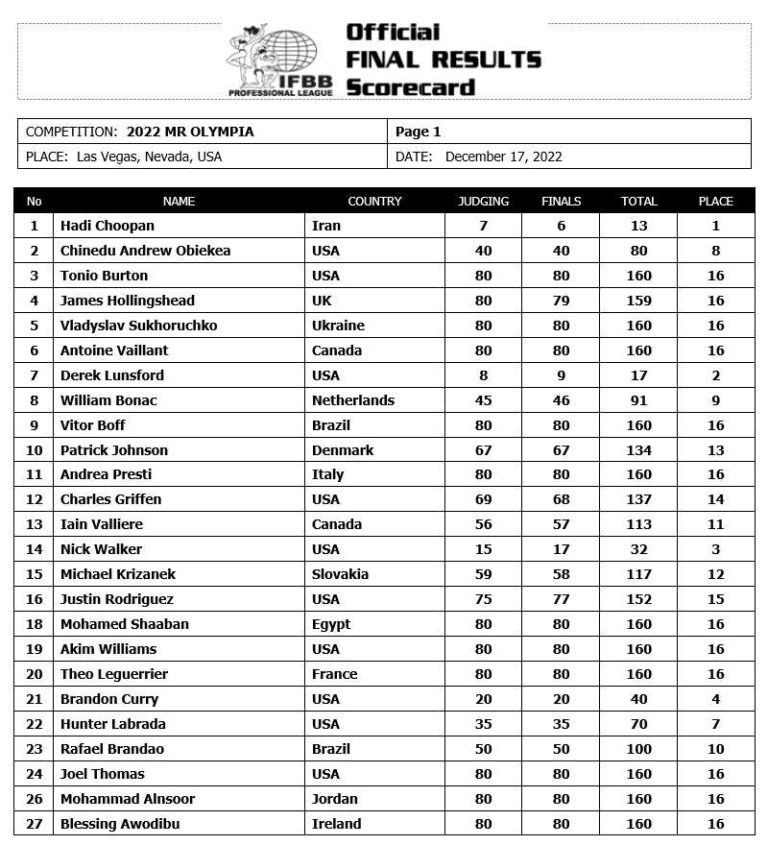 IFBB
PROFESSIONAL LEAGUE
Official
FINAL RESULTS
Scorecard
COMPETITION: 2022 MR OLYMPIA Page 1
PLACE: Las Vegas, Nevada, USA DATE: December 17, 2022
No NAME COUNTRY JUDGING FINALS TOTAL PLACE
1 Hadi Choopan Iran 7 6 13 1
2 Chinedu Andrew Obiekea USA 40 40 80 8
3 Tonio Burton USA 80 80 160 16
4 James Hollingshead UK 80 79 159 16
5 Vladyslav Sukhoruchko Ukraine 80 80 160 16
6 Antoine Vaillant Canada 80 80 160 16
7 Derek Lunsford USA 8 9 17 2
8 William Bonac Netherlands 45 46 91 9
9 Vitor Boff Brazil 80 80 160 16
10 Patrick Johnson Denmark 67 67 134 13
11 Andrea Presti Italy 80 80 160 16
12 Charles Griffen USA 69 68 137 14
13 Iain Valliere Canada 56 57 113 11
14 Nick Walker USA 15 17 32 3
15 Michael Krizanek Slovakia 59 58 117 12
16 Justin Rodriguez USA 75 77 152 15
18 Mohamed Shaaban Egypt 80 80 160 16
19 Akim Williams USA 80 80 160 16
20 Theo Leguerrier France 80 80 160 16
21 Brandon Curry USA 20 20 40 4
22 Hunter Labrada USA 35 35 70 7
23 Rafael Brandao Brazil 50 50 100 10
24 Joel Thomas USA 80 80 160 16
26 Mohammad Alnsoor Jordan 80 80 160 16
27 Blessing Awodibu Ireland 80 80 160 16